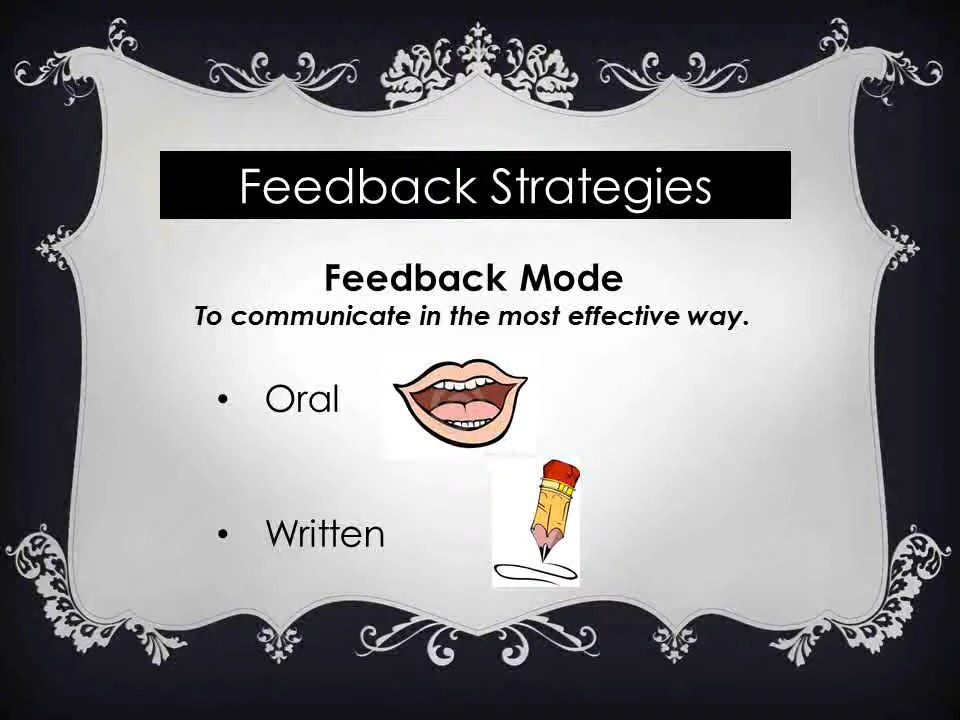 Feedback Strategies
Feedback Mode
To communicate in the most effective way.
• Oral
• Written